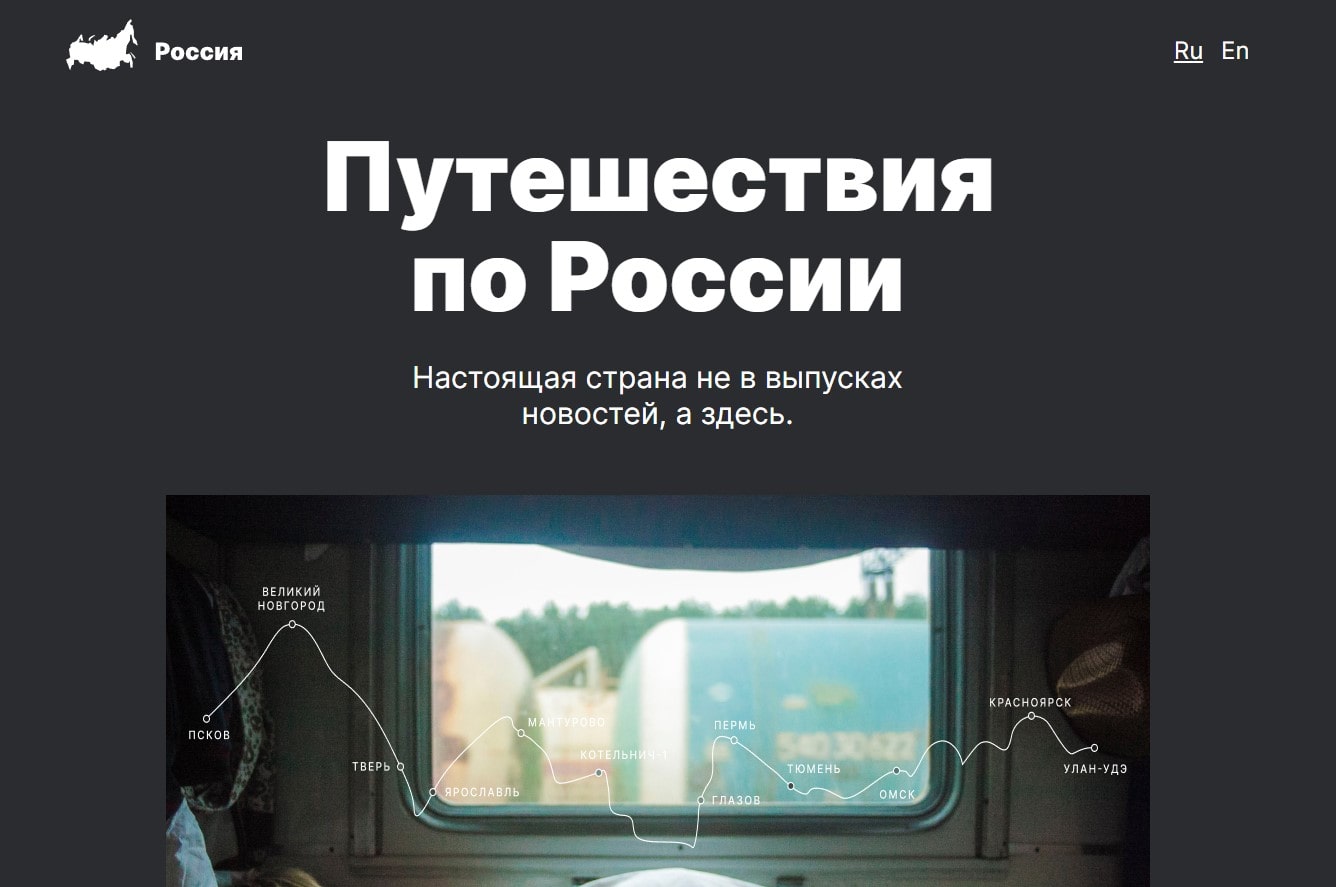 Россия
Ru En
Путешествия
по России
Настоящая страна не в выпусках
новостей, а здесь.
ВЕЛИКИЙ
НОВГОРОД
ПСКОВ
ТВЕРЬ
ЯРОСЛАВЛЬ
МАНТУРОВО
КОТЕЛЬНИЧ-1
ГЛАЗОВ
ПЕРМЬ
ТЮМЕНЬ
ОМСК
КРАСНОЯРСК
УЛАН-УДЭ